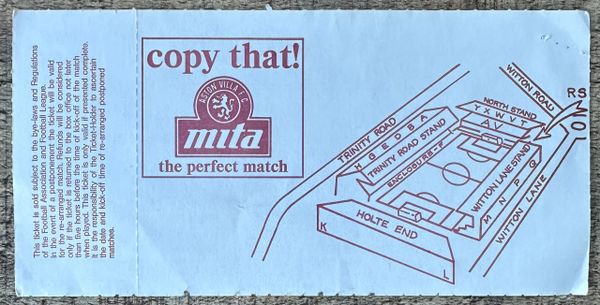 This ticket is sold subject to the bye-laws and Regulations
of the Football Association and Football League.
In the event of a postponement the ticket will be valid
for the re-arranged match. Refunds will be considered
only if the ticket is returned to the box office not later
than five hours before the time of kick-off of the match
when played. This ticket is only valid if presented complete.
It is the responsibility of the Ticket-Holder to ascertain
the date and kick-off time of re-arranged postponed
matches.
copy that!
ASTON VILLA F.C
mita
the perfect match
WITTON ROAD
RS
NORTH STAND
Y X W V T
A V
TRINITY ROAD
H G E D B A
TRINITY ROAD STAND
ENCLOSURE
WITTON LANE STAND
M N P Q
WITTON LANE
HOLTE END
K
L